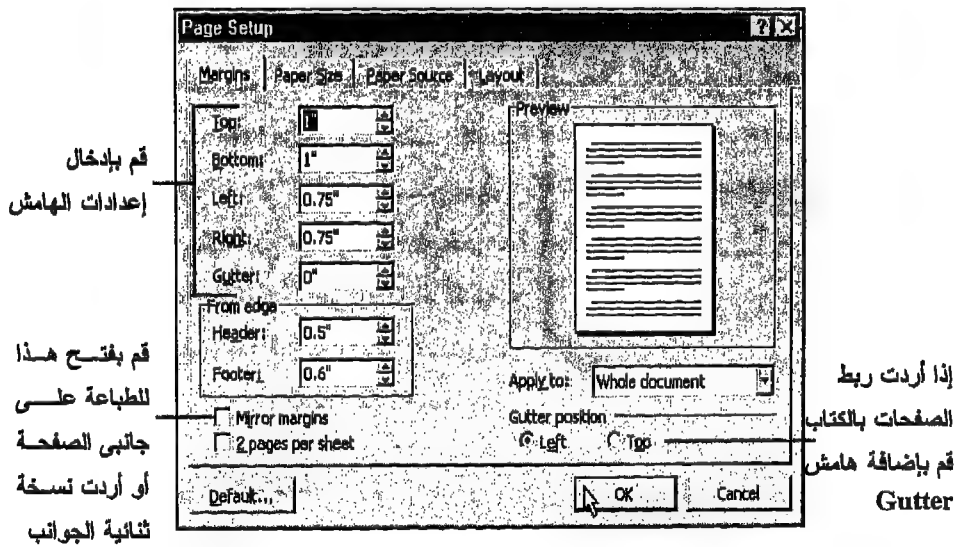 Page Setup
Margins Paper Size Paper Source Layout
Top: 1"
Bottom: 1"
Left: 0.75"
Right: 0.75"
Gutter: 0"
From edge
Header: 0.5"
Footer: 0.6"
Mirror margins
2 pages per sheet
Preview
Apply to: Whole document
Gutter position
Left Top
Default... OK Cancel
قم بإدخال
إعدادات الهامش
قم بفتح هذا
للطباعة على
جانبى الصفحة
أو أردت نسخة
ثنائية الجوانب
إذا أردت ربط
الصفحات بالكتاب
قم بإضافة هامش
Gutter